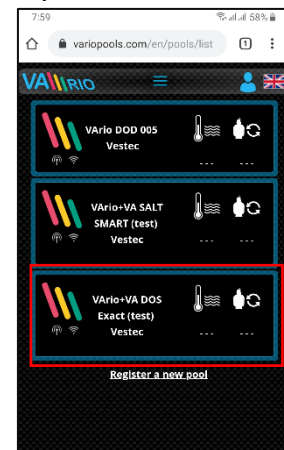 7:59 58%
variopools.com/en/pools/list 1
VArio
VArio DOD 005
Vestec
--- ---
VArio+VA SALT
SMART (test)
Vestec
--- ---
VArio+VA DOS
Exact (test)
Vestec
--- ---
Register a new pool